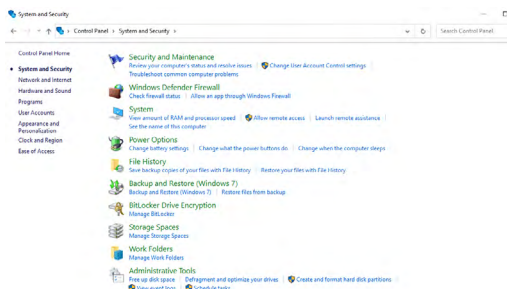 System and Security
Control Panel > System and Security >
Search Control Panel
Control Panel Home
System and Security
Network and Internet
Hardware and Sound
Programs
User Accounts
Appearance and
Personalization
Clock and Region
Ease of Access
Security and Maintenance
Review your computer's status and resolve issues | Change User Account Control settings |
Troubleshoot common computer problems
Windows Defender Firewall
Check firewall status | Allow an app through Windows Firewall
System
View amount of RAM and processor speed | Allow remote access | Launch remote assistance |
See the name of this computer
Power Options
Change battery settings | Change what the power buttons do | Change when the computer sleeps
File History
Save backup copies of your files with File History | Restore your files with File History
Backup and Restore (Windows 7)
Backup and Restore (Windows 7) | Restore files from backup
BitLocker Drive Encryption
Manage BitLocker
Storage Spaces
Manage Storage Spaces
Work Folders
Manage Work Folders
Administrative Tools
Free up disk space | Defragment and optimize your drives | Create and format hard disk partitions |
View event logs | Schedule tasks